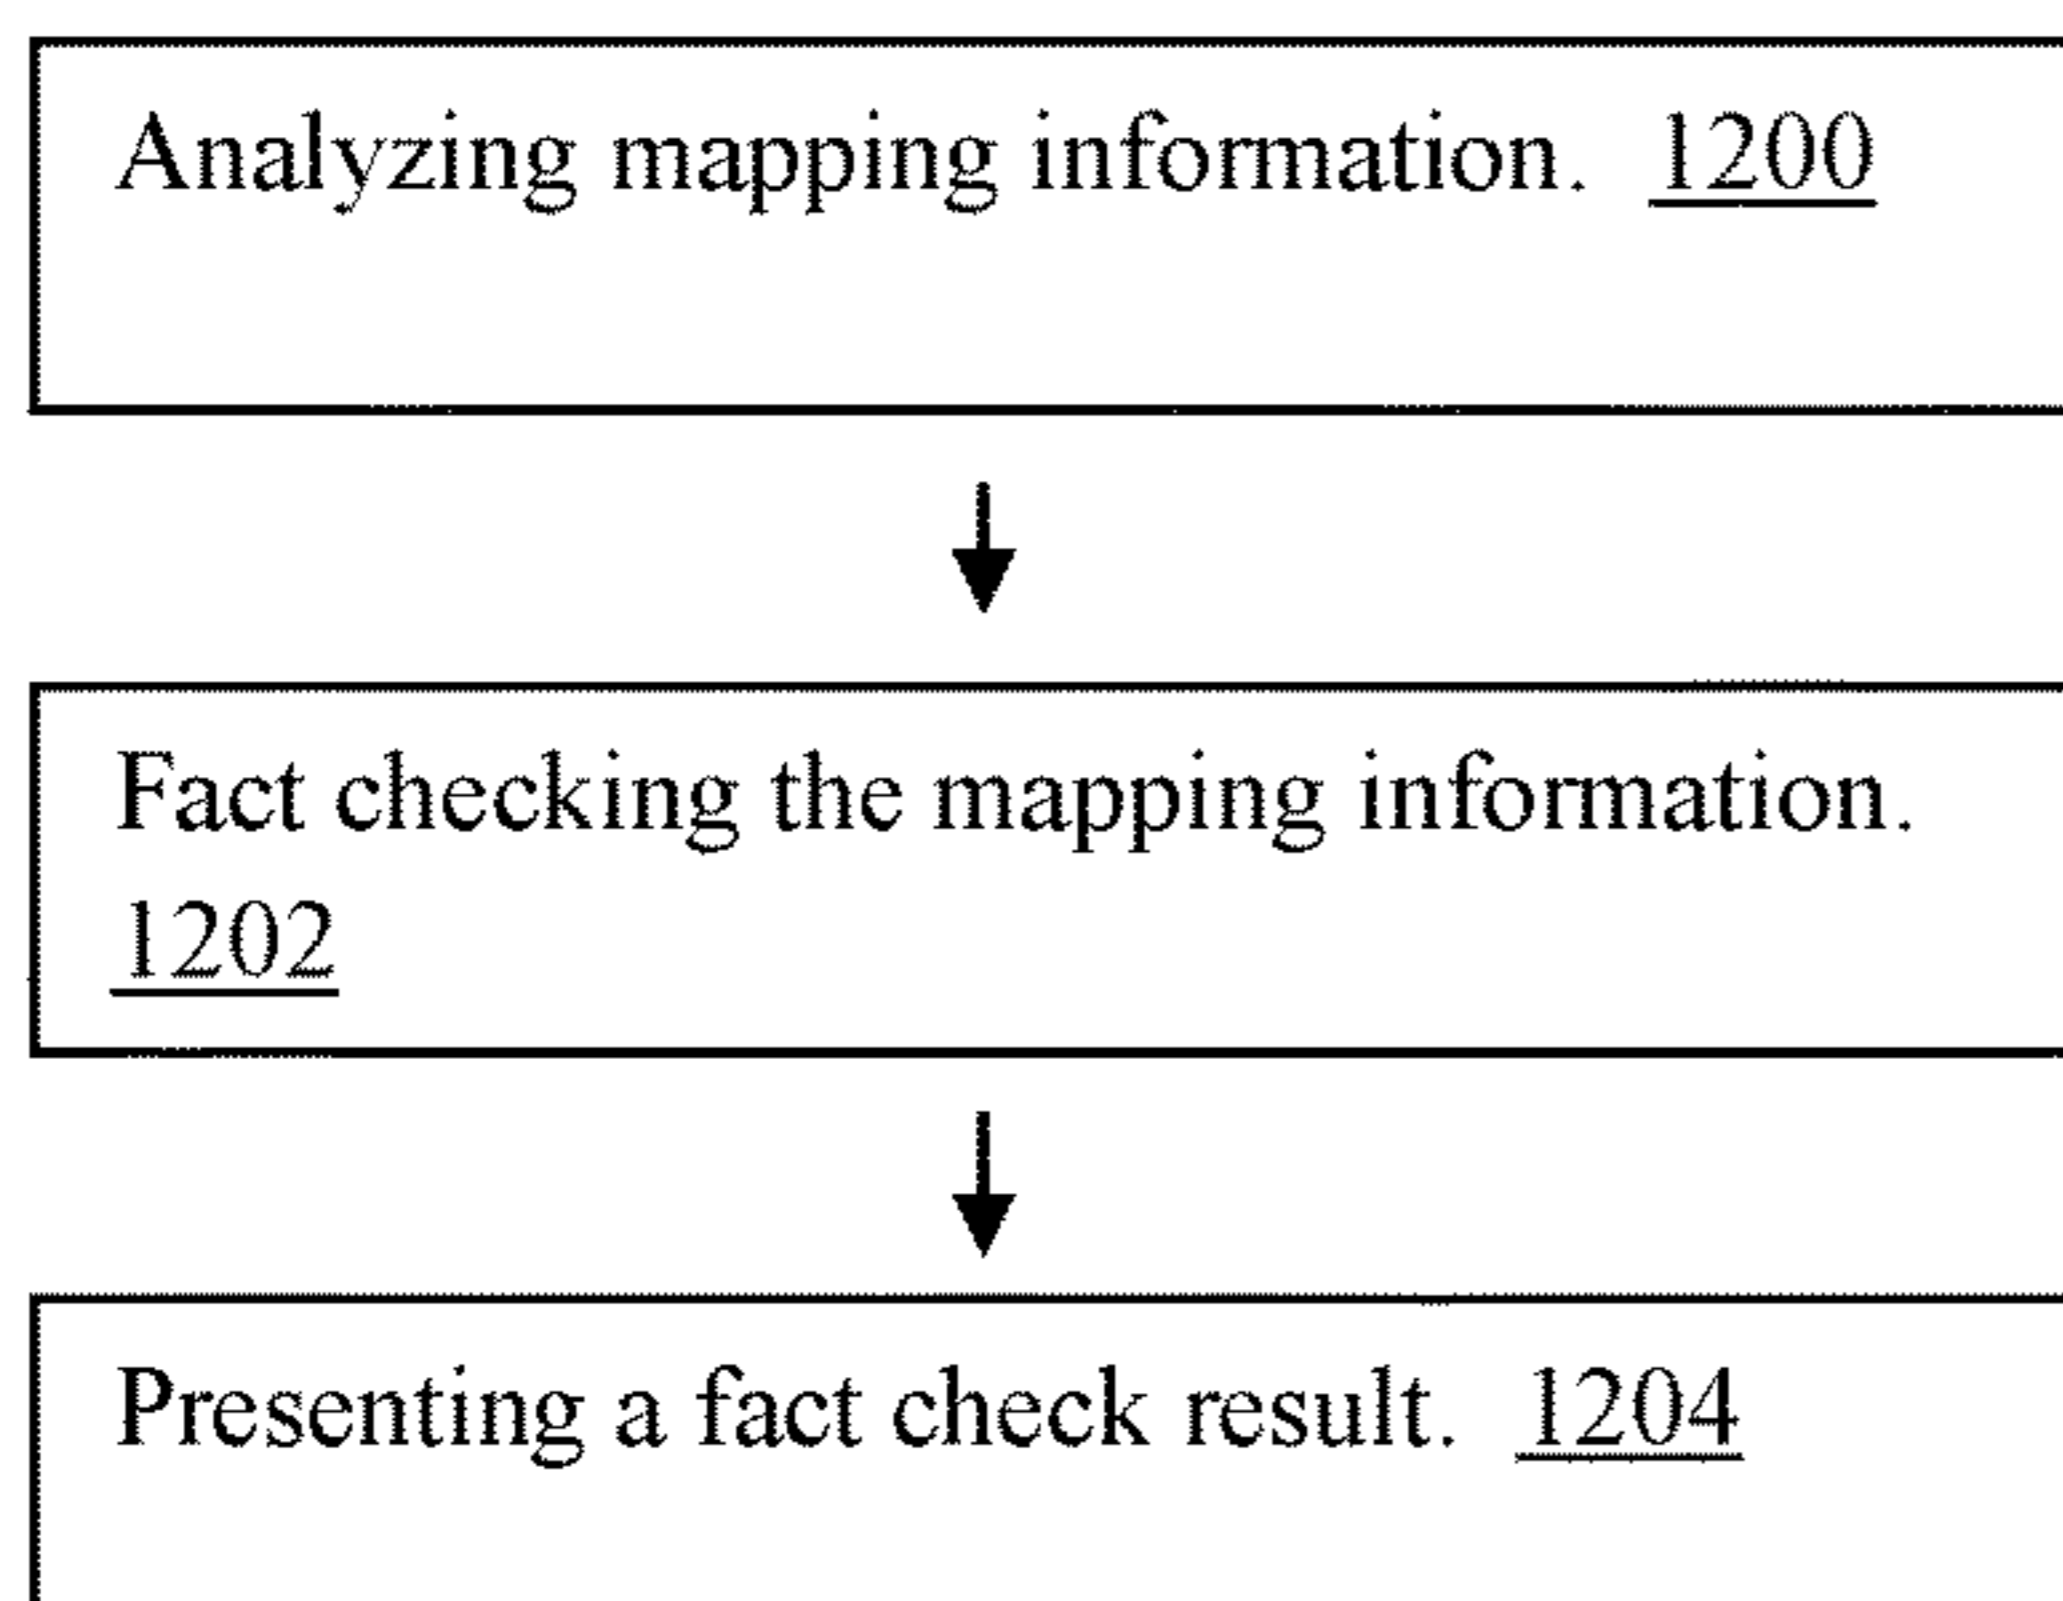 Analyzing mapping information. 1200
Fact checking the mapping information.
1202
Presenting a fact check result. 1204